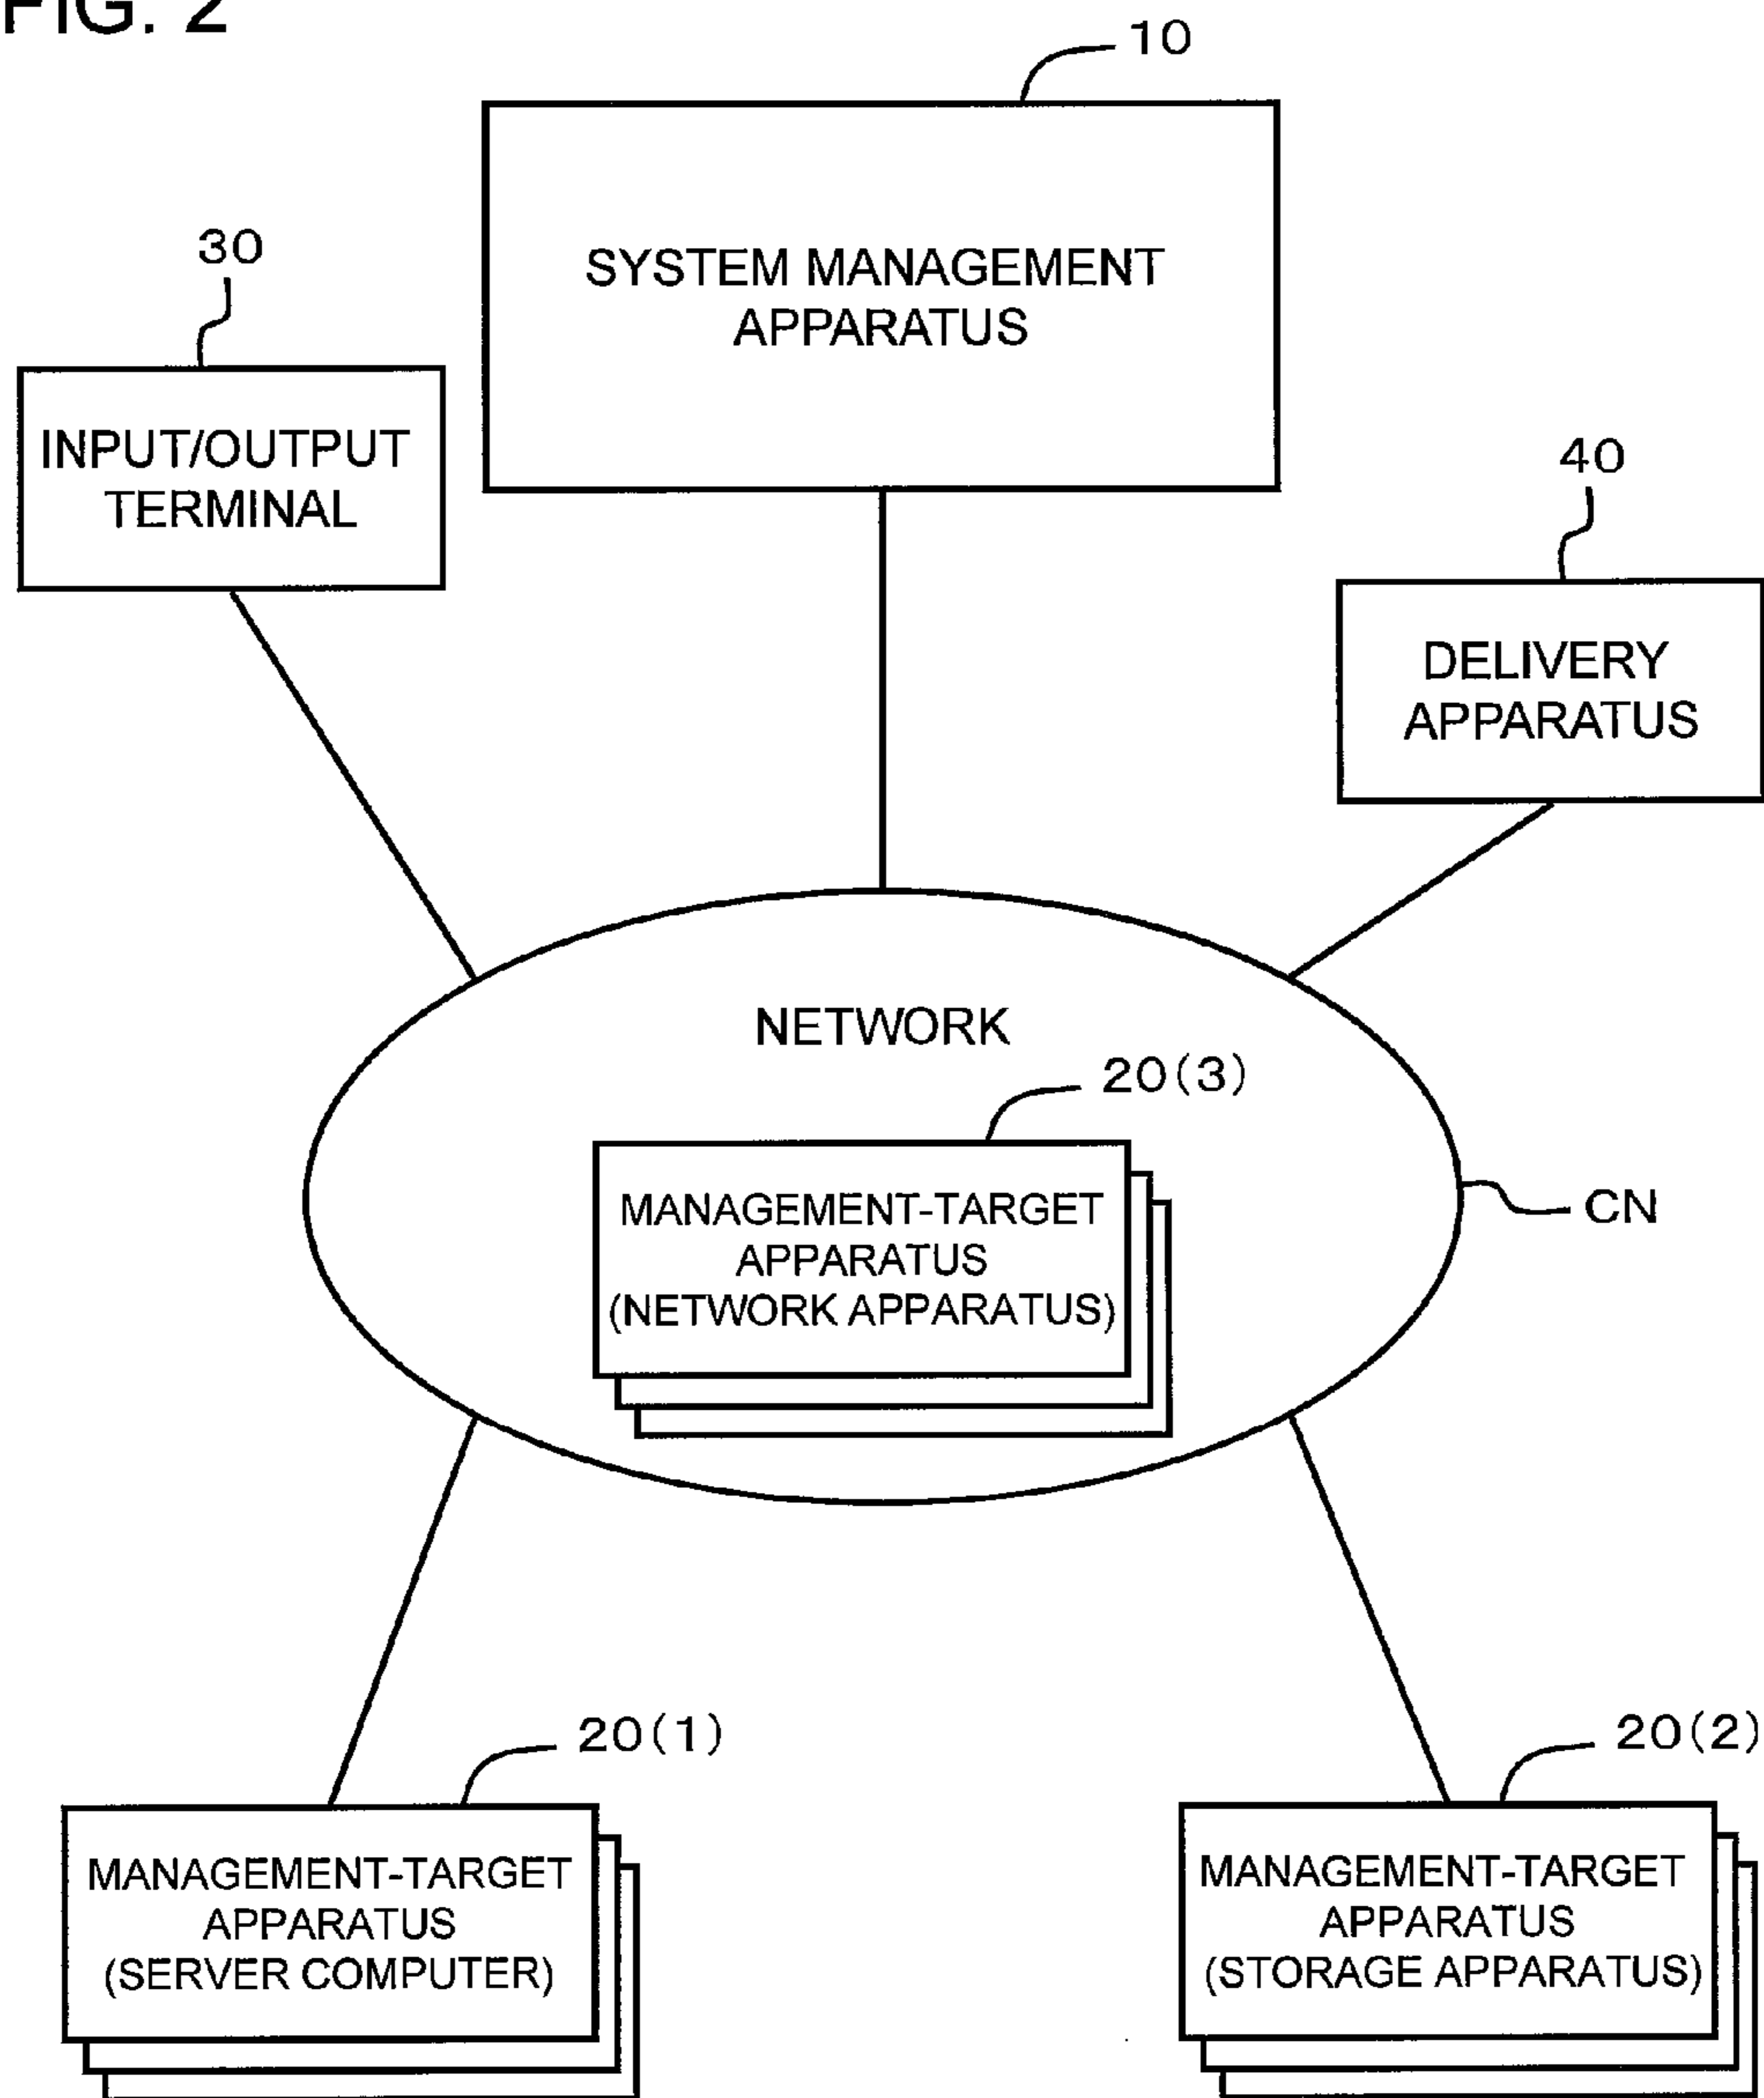 FIG. 2
10
SYSTEM MANAGEMENT
APPARATUS
30
INPUT/OUTPUT
TERMINAL
40
DELIVERY
APPARATUS
NETWORK
20(3)
MANAGEMENT-TARGET
APPARATUS
(NETWORK APPARATUS)
CN
20(1)
MANAGEMENT-TARGET
APPARATUS
(SERVER COMPUTER)
20(2)
MANAGEMENT-TARGET
APPARATUS
(STORAGE APPARATUS)